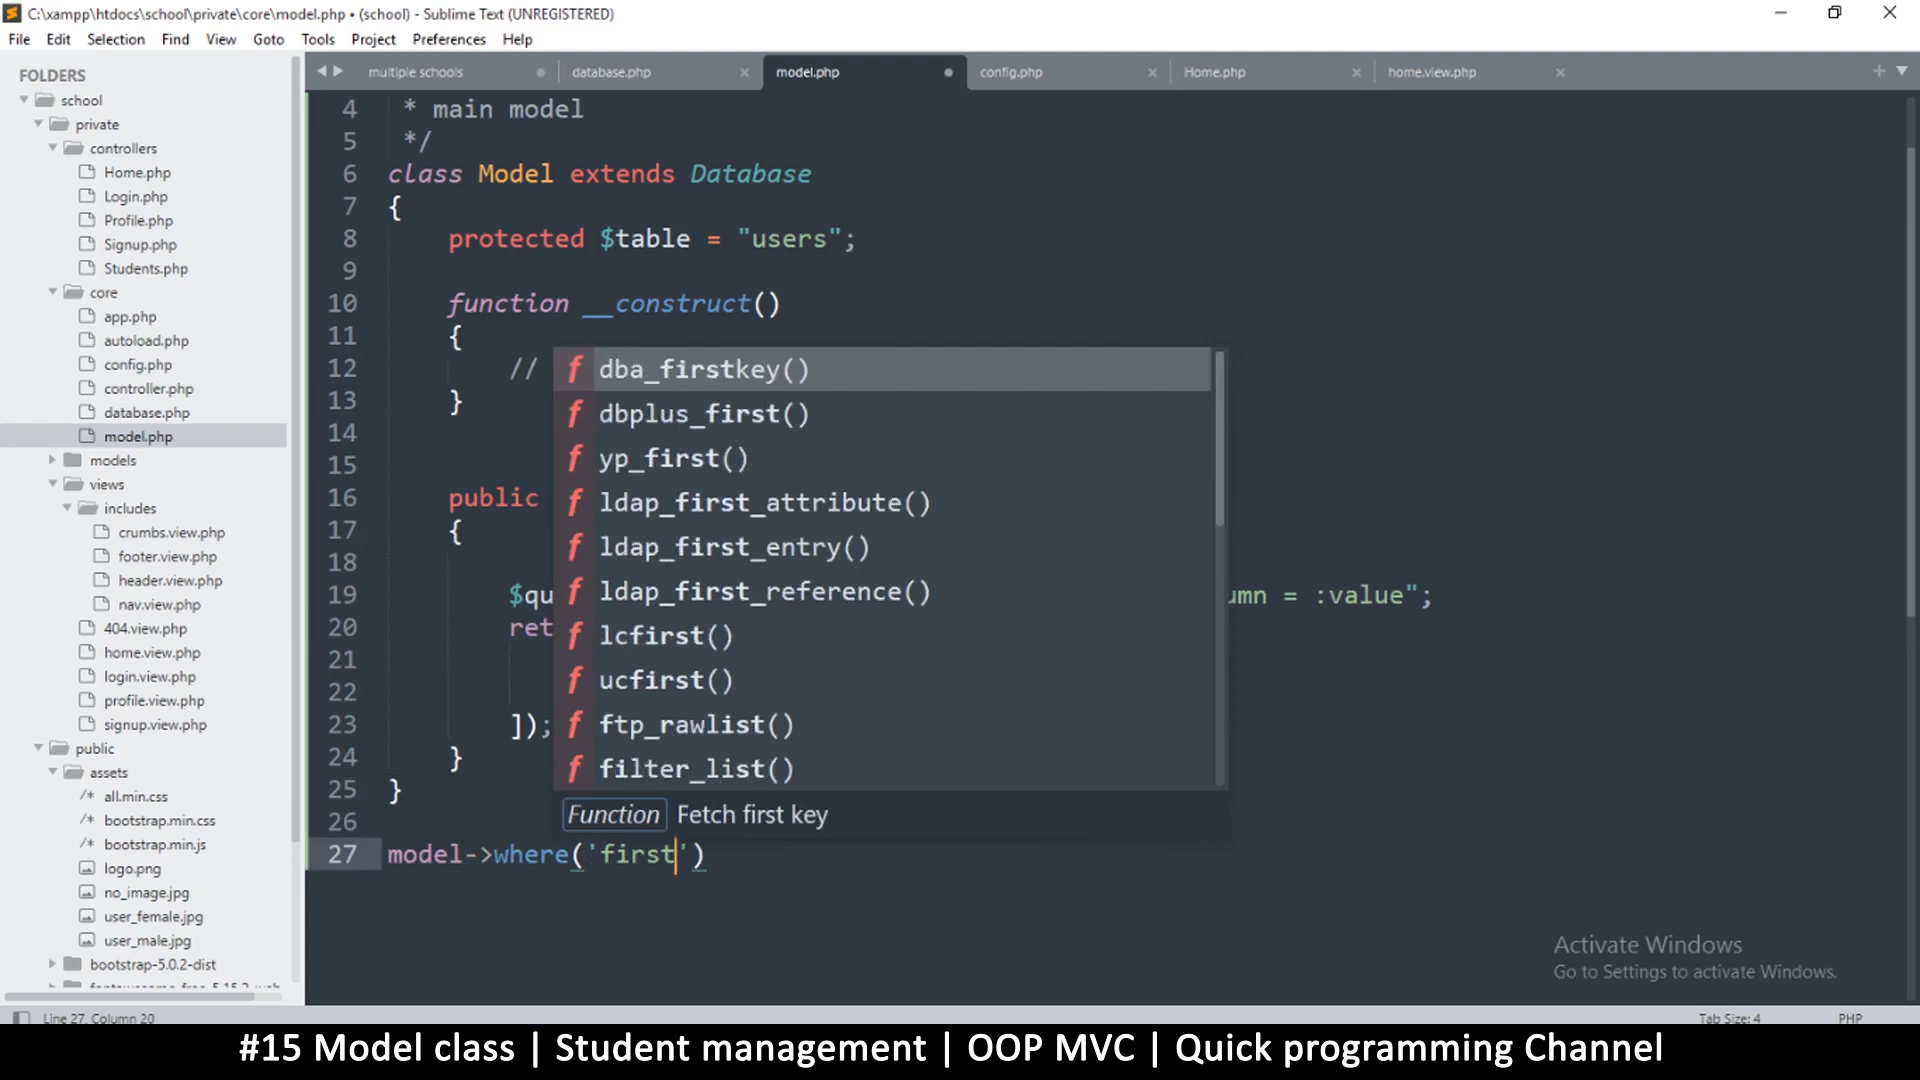 C:\xampp\htdocs\school\private\core\model.php • (school) - Sublime Text (UNREGISTERED)
File Edit Selection Find View Goto Tools Project Preferences Help
FOLDERS
school
private
controllers
Home.php
Login.php
Profile.php
Signup.php
Students.php
core
app.php
autoload.php
config.php
controller.php
database.php
model.php
models
views
includes
crumbs.view.php
footer.view.php
header.view.php
nav.view.php
404.view.php
home.view.php
login.view.php
profile.view.php
signup.view.php
public
assets
all.min.css
bootstrap.min.css
bootstrap.min.js
logo.png
no_image.jpg
user_female.jpg
user_male.jpg
bootstrap-5.0.2-dist
multiple schools database.php model.php config.php Home.php home.view.php
4 * main model
5 */
6 class Model extends Database
7 {
8 protected $table = "users";
9
10 function __construct()
11 {
12 //
13 }
14
15
16 public
17 {
18
19 $qu umn = :value";
20 ret
21
22
23 ]);
24 }
25 }
26
27 model->where('first')
f dba_firstkey()
f dbplus_first()
f yp_first()
f ldap_first_attribute()
f ldap_first_entry()
f ldap_first_reference()
f lcfirst()
f ucfirst()
f ftp_rawlist()
f filter_list()
Function Fetch first key
Activate Windows
Go to Settings to activate Windows.
Line 27, Column 20 Tab Size: 4 PHP
#15 Model class | Student management | OOP MVC | Quick programming Channel